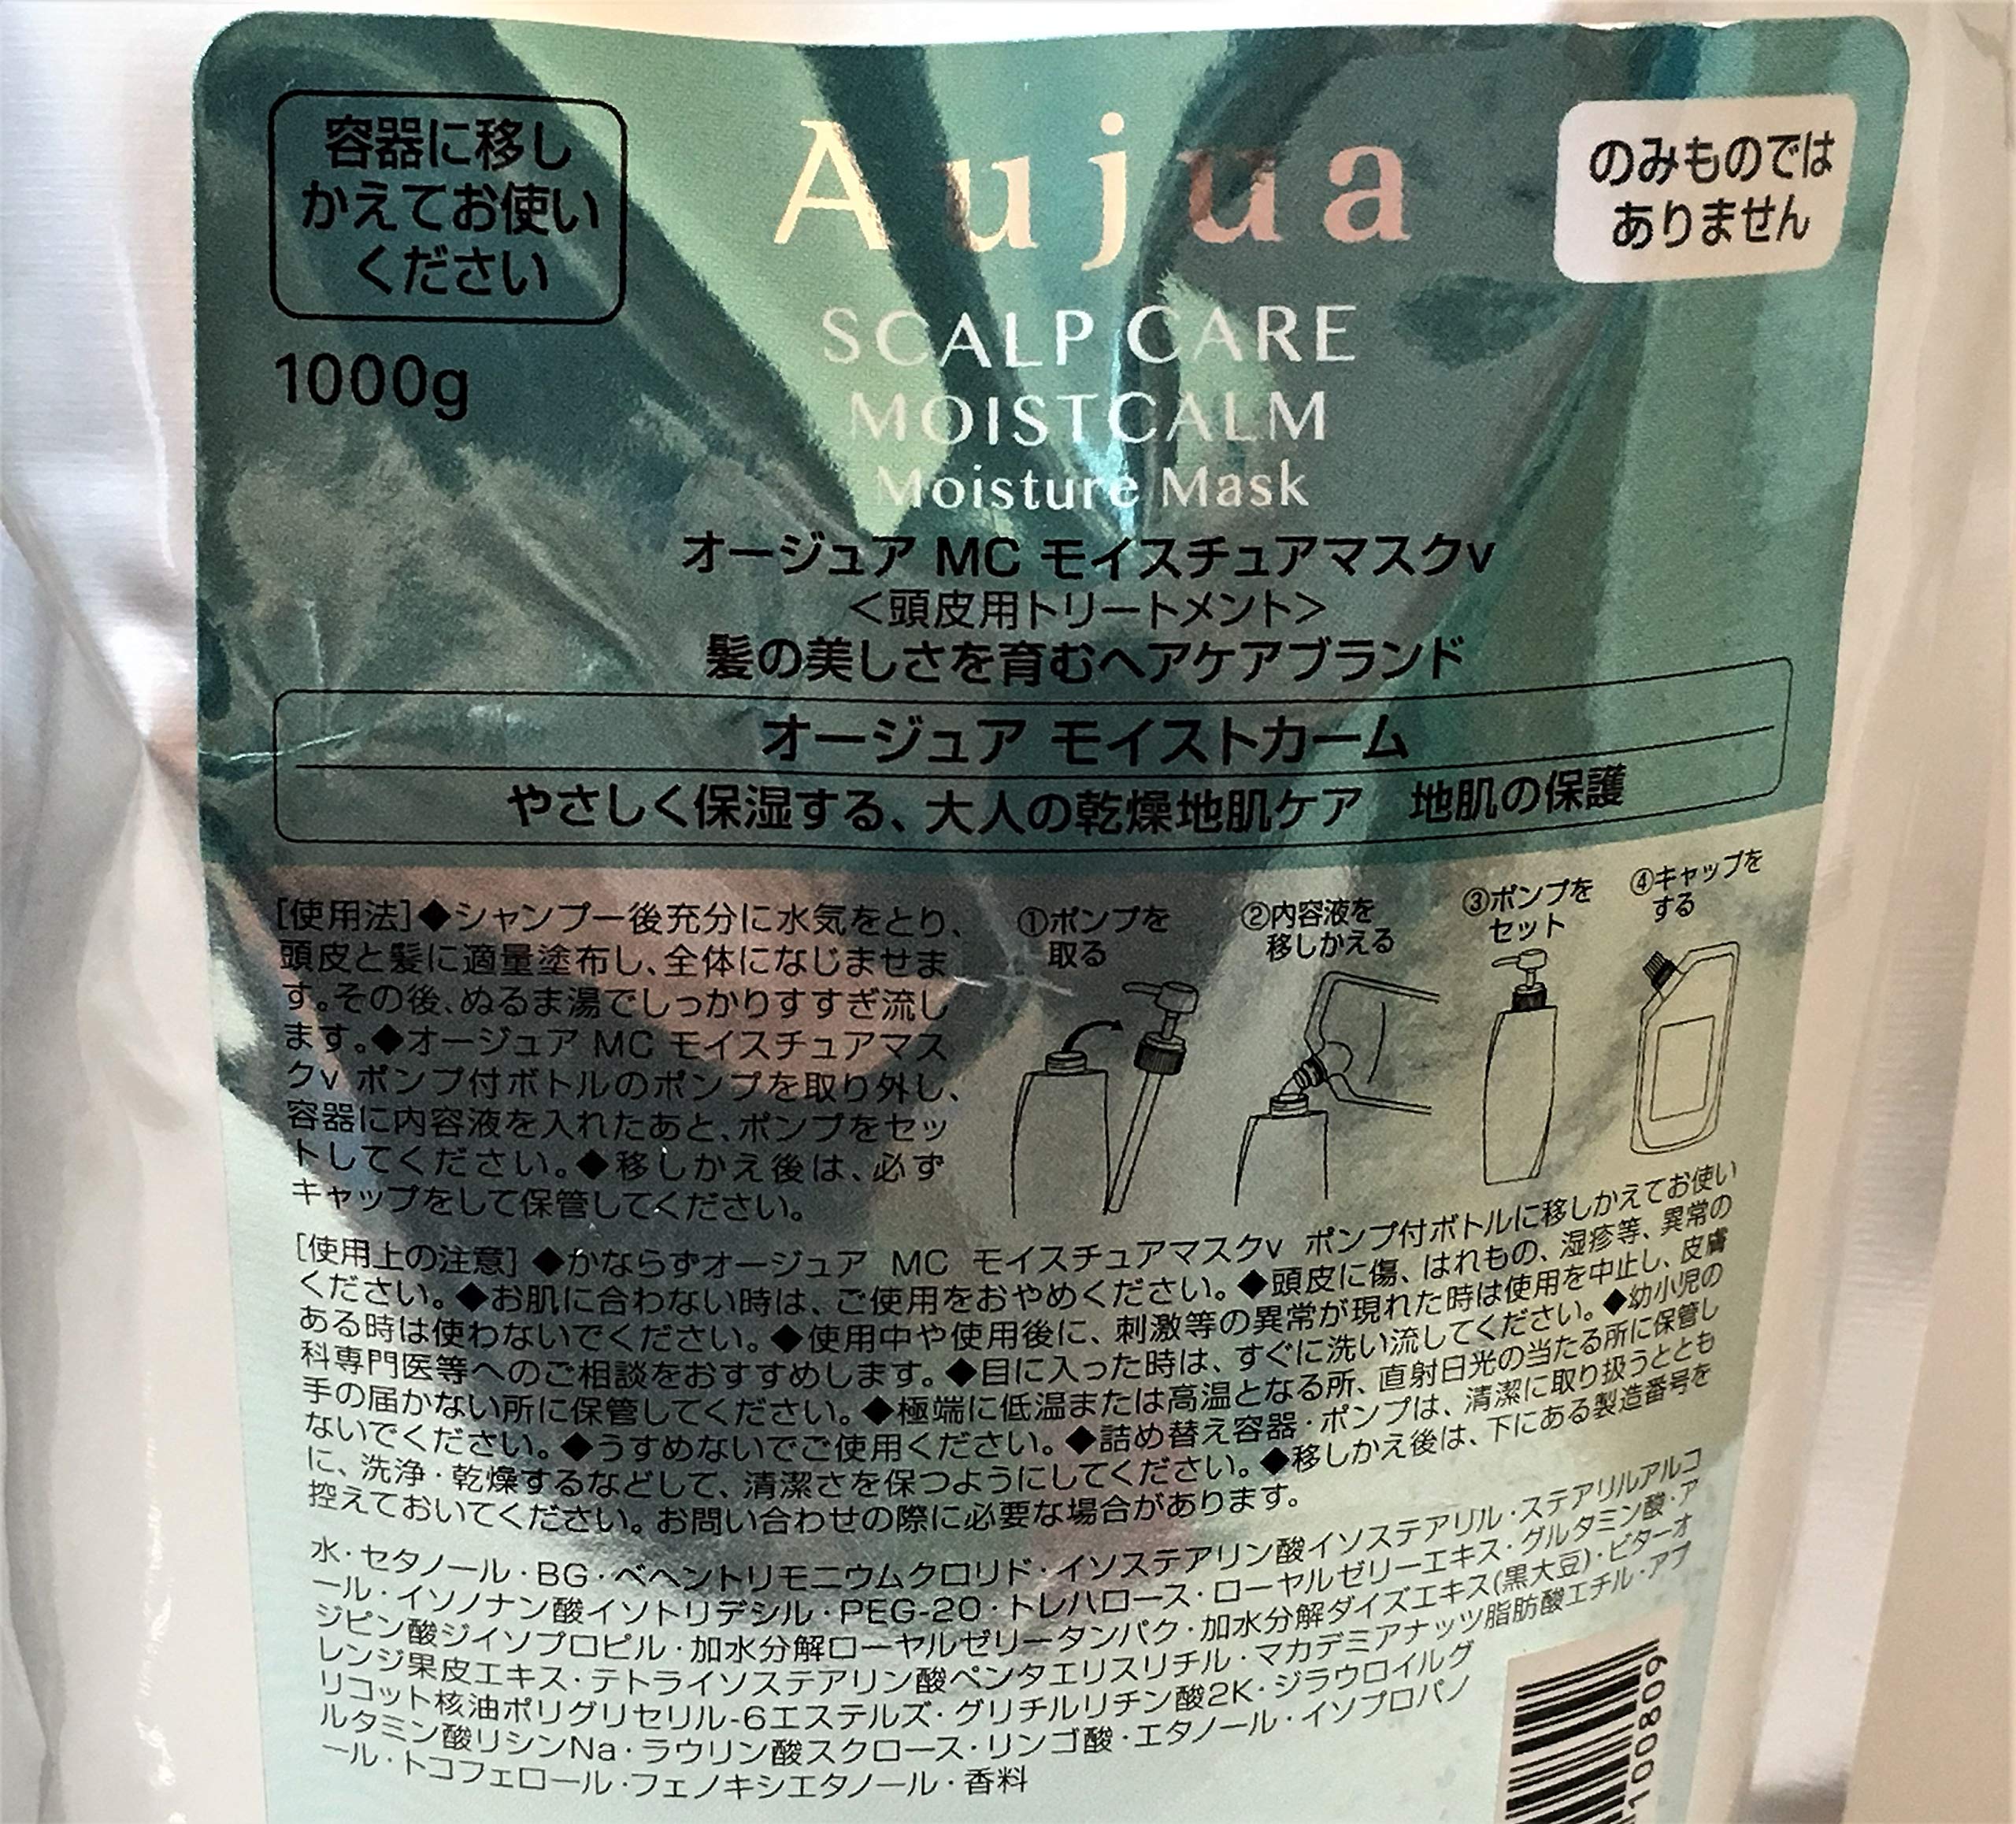 容器に移し
かえてお使い
ください
1000g
Aujua
のみものでは
ありません
SCALP CARE
MOISTCALM
Moisture Mask
オージュア MC モイスチュアマスクv
＜頭皮用トリートメント＞
髪の美しさを育むヘアケアブランド
オージュア モイストカーム
やさしく保湿する、大人の乾燥地肌ケア　地肌の保護
[使用法]◆シャンプー後充分に水気をとり、
頭皮と髪に適量塗布し、全体になじませま
す。その後、ぬるま湯でしっかりすすぎ流し
ます。◆オージュア MC モイスチュアマス
クv ポンプ付ボトルのポンプを取り外し、
容器に内容液を入れたあと、ポンプをセッ
トしてください。◆移しかえ後は、必ず
キャップをして保管してください。
①ポンプを
取る
②内容液を
移しかえる
③ポンプを
セット
④キャップを
する
[使用上の注意] ◆かならずオージュア MC モイスチュアマスクv ポンプ付ボトルに移しかえてお使い
ください。◆お肌に合わない時は、ご使用をおやめください。◆頭皮に傷、はれもの、湿疹等、異常の
ある時は使わないでください。◆使用中や使用後に、刺激等の異常が現れた時は使用を中止し、皮膚
科専門医等へのご相談をおすすめします。◆目に入った時は、すぐに洗い流してください。◆幼小児の
手の届かない所に保管してください。◆極端に低温または高温となる所、直射日光の当たる所に保管し
ないでください。◆うすめないでご使用ください。◆詰め替え容器・ポンプは、清潔に取り扱うととも
に、洗浄・乾燥するなどして、清潔さを保つようにしてください。◆移しかえ後は、下にある製造番号を
控えておいてください。お問い合わせの際に必要な場合があります。
水・セタノール・BG・ベヘントリモニウムクロリド・イソステアリン酸イソステアリル・ステアリルアルコ
ール・イソノナン酸イソトリデシル・PEG-20・トレハロース・ローヤルゼリーエキス・グルタミン酸・ア
ジピン酸ジイソプロピル・加水分解ローヤルゼリータンパク・加水分解ダイズエキス(黒大豆)・ビターオ
レンジ果皮エキス・テトライソステアリン酸ペンタエリスリチル・マカデミアナッツ脂肪酸エチル・アプ
リコット核油ポリグリセリル-6エステルズ・グリチルリチン酸2K・ジラウロイルグ
ルタミン酸リシンNa・ラウリン酸スクロース・リンゴ酸・エタノール・イソプロパノ
ール・トコフェロール・フェノキシエタノール・香料
100809